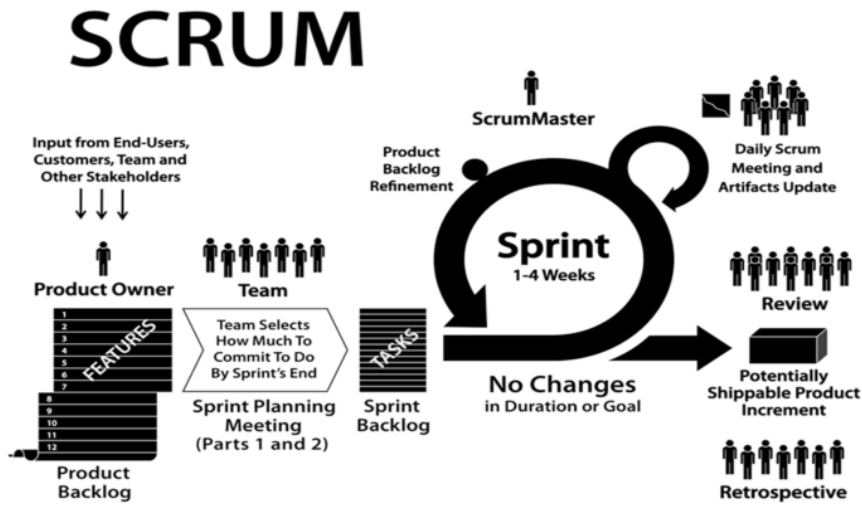 SCRUM
Input from End-Users,
Customers, Team and
Other Stakeholders
Product Owner
1
2
3
4
5
6
7
FEATURES
8
9
10
11
12
Product
Backlog
Team
Team Selects
How Much To
Commit To Do
By Sprint's End
Sprint Planning
Meeting
(Parts 1 and 2)
TASKS
Sprint
Backlog
ScrumMaster
Product
Backlog
Refinement
Sprint
1-4 Weeks
No Changes
in Duration or Goal
Daily Scrum
Meeting and
Artifacts Update
Review
Potentially
Shippable Product
Increment
Retrospective